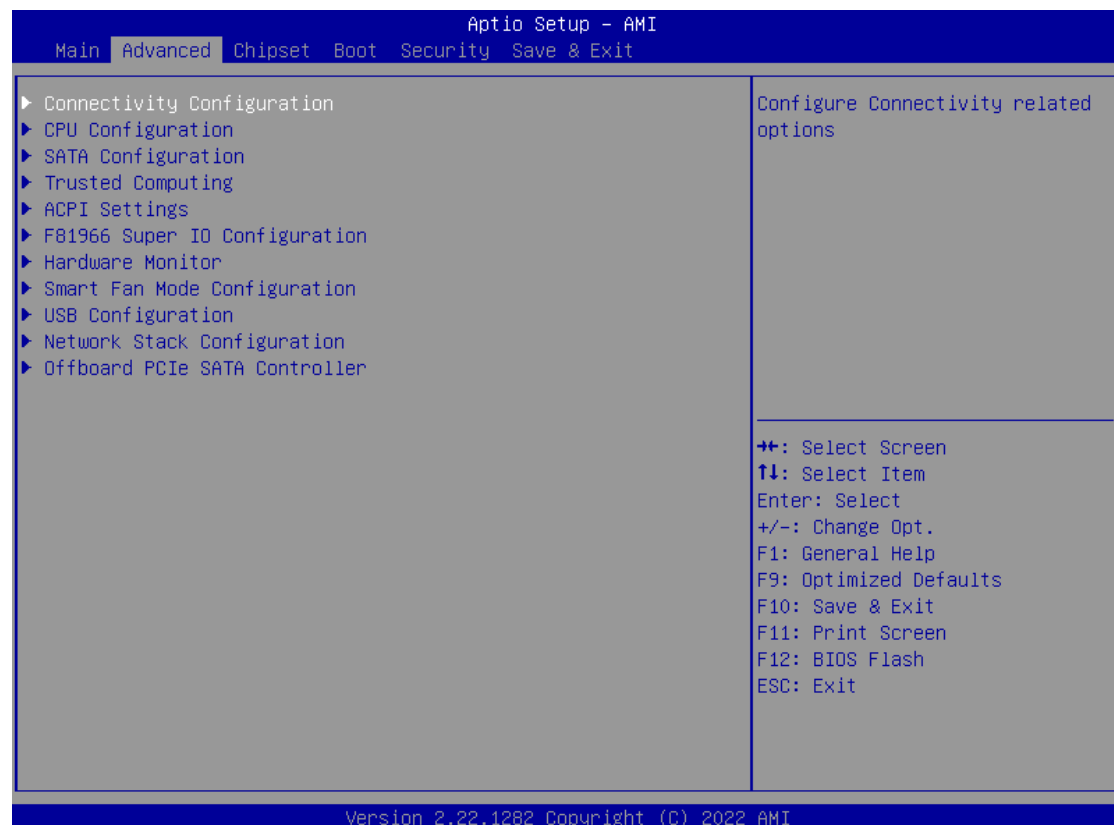 Aptio Setup – AMI
Main Advanced Chipset Boot Security Save & Exit
▶ Connectivity Configuration
▶ CPU Configuration
▶ SATA Configuration
▶ Trusted Computing
▶ ACPI Settings
▶ F81966 Super IO Configuration
▶ Hardware Monitor
▶ Smart Fan Mode Configuration
▶ USB Configuration
▶ Network Stack Configuration
▶ Offboard PCIe SATA Controller
Configure Connectivity related
options
→←: Select Screen
↑↓: Select Item
Enter: Select
+/-: Change Opt.
F1: General Help
F9: Optimized Defaults
F10: Save & Exit
F11: Print Screen
F12: BIOS Flash
ESC: Exit
Version 2.22.1282 Copyright (C) 2022 AMI